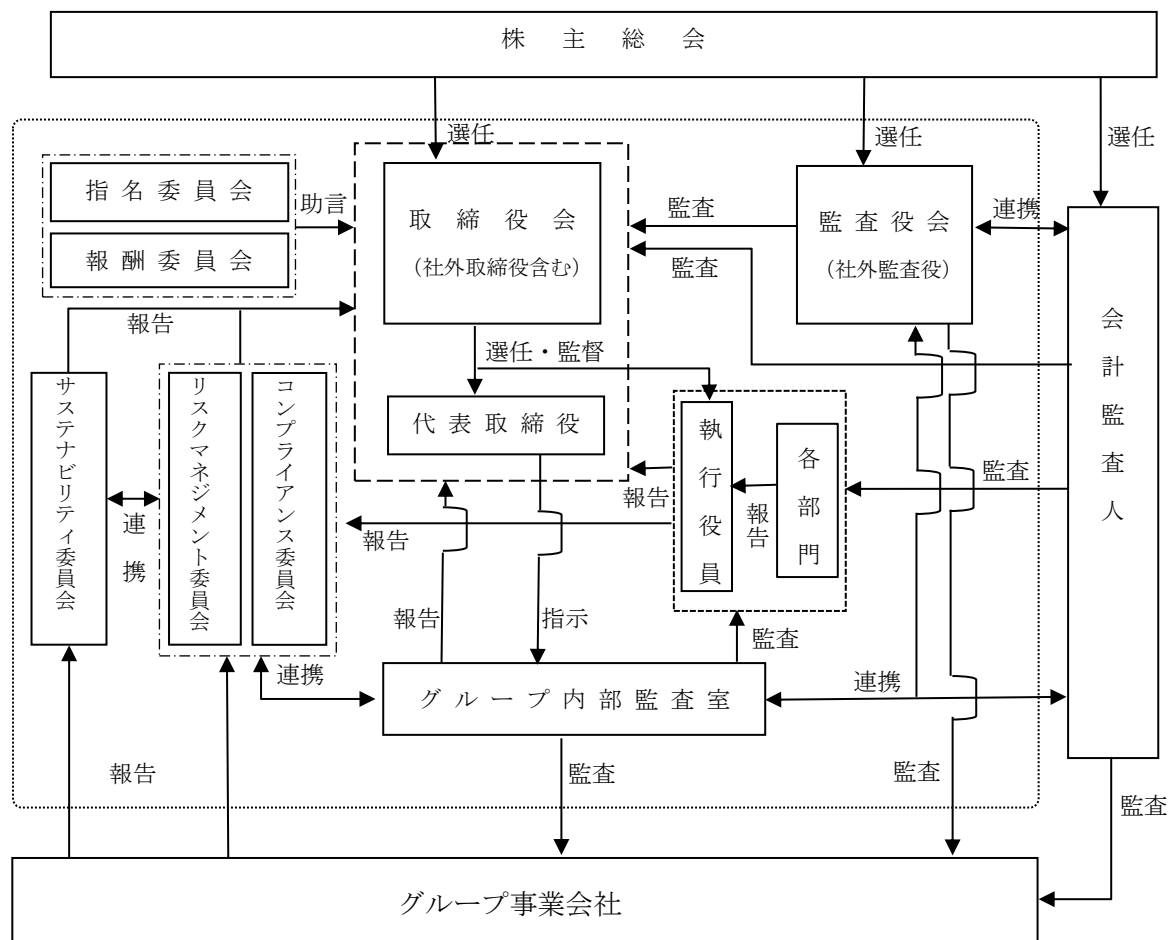 株主総会
選任
選任
選任
指名委員会
報酬委員会
助言
取締役会
（社外取締役含む）
監査
監査
監査役会
（社外監査役）
連携
会計監査人
報告
選任・監督
代表取締役
サステナビリティ委員会
リスクマネジメント委員会
コンプライアンス委員会
連携
執行役員
各部門
報告
報告
報告
監査
報告
指示
監査
連携
グループ内部監査室
連携
報告
監査
監査
監査
グループ事業会社